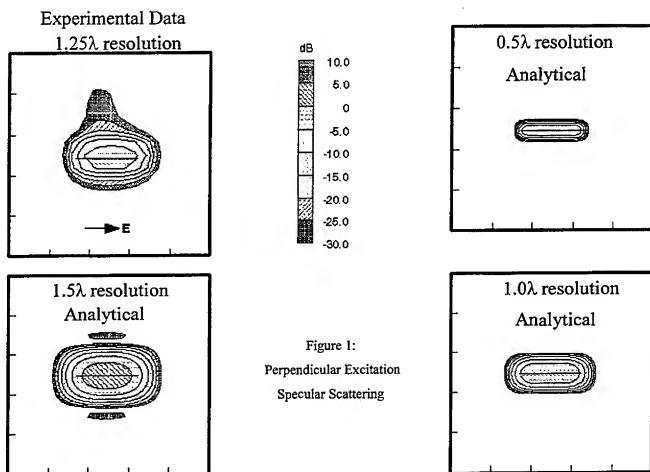 Experimental Data
1.25λ resolution
E
dB
10.0
5.0
0
-5.0
-10.0
-15.0
-20.0
-25.0
-30.0
0.5λ resolution
Analytical
1.5λ resolution
Analytical
Figure 1:
Perpendicular Excitation
Specular Scattering
1.0λ resolution
Analytical